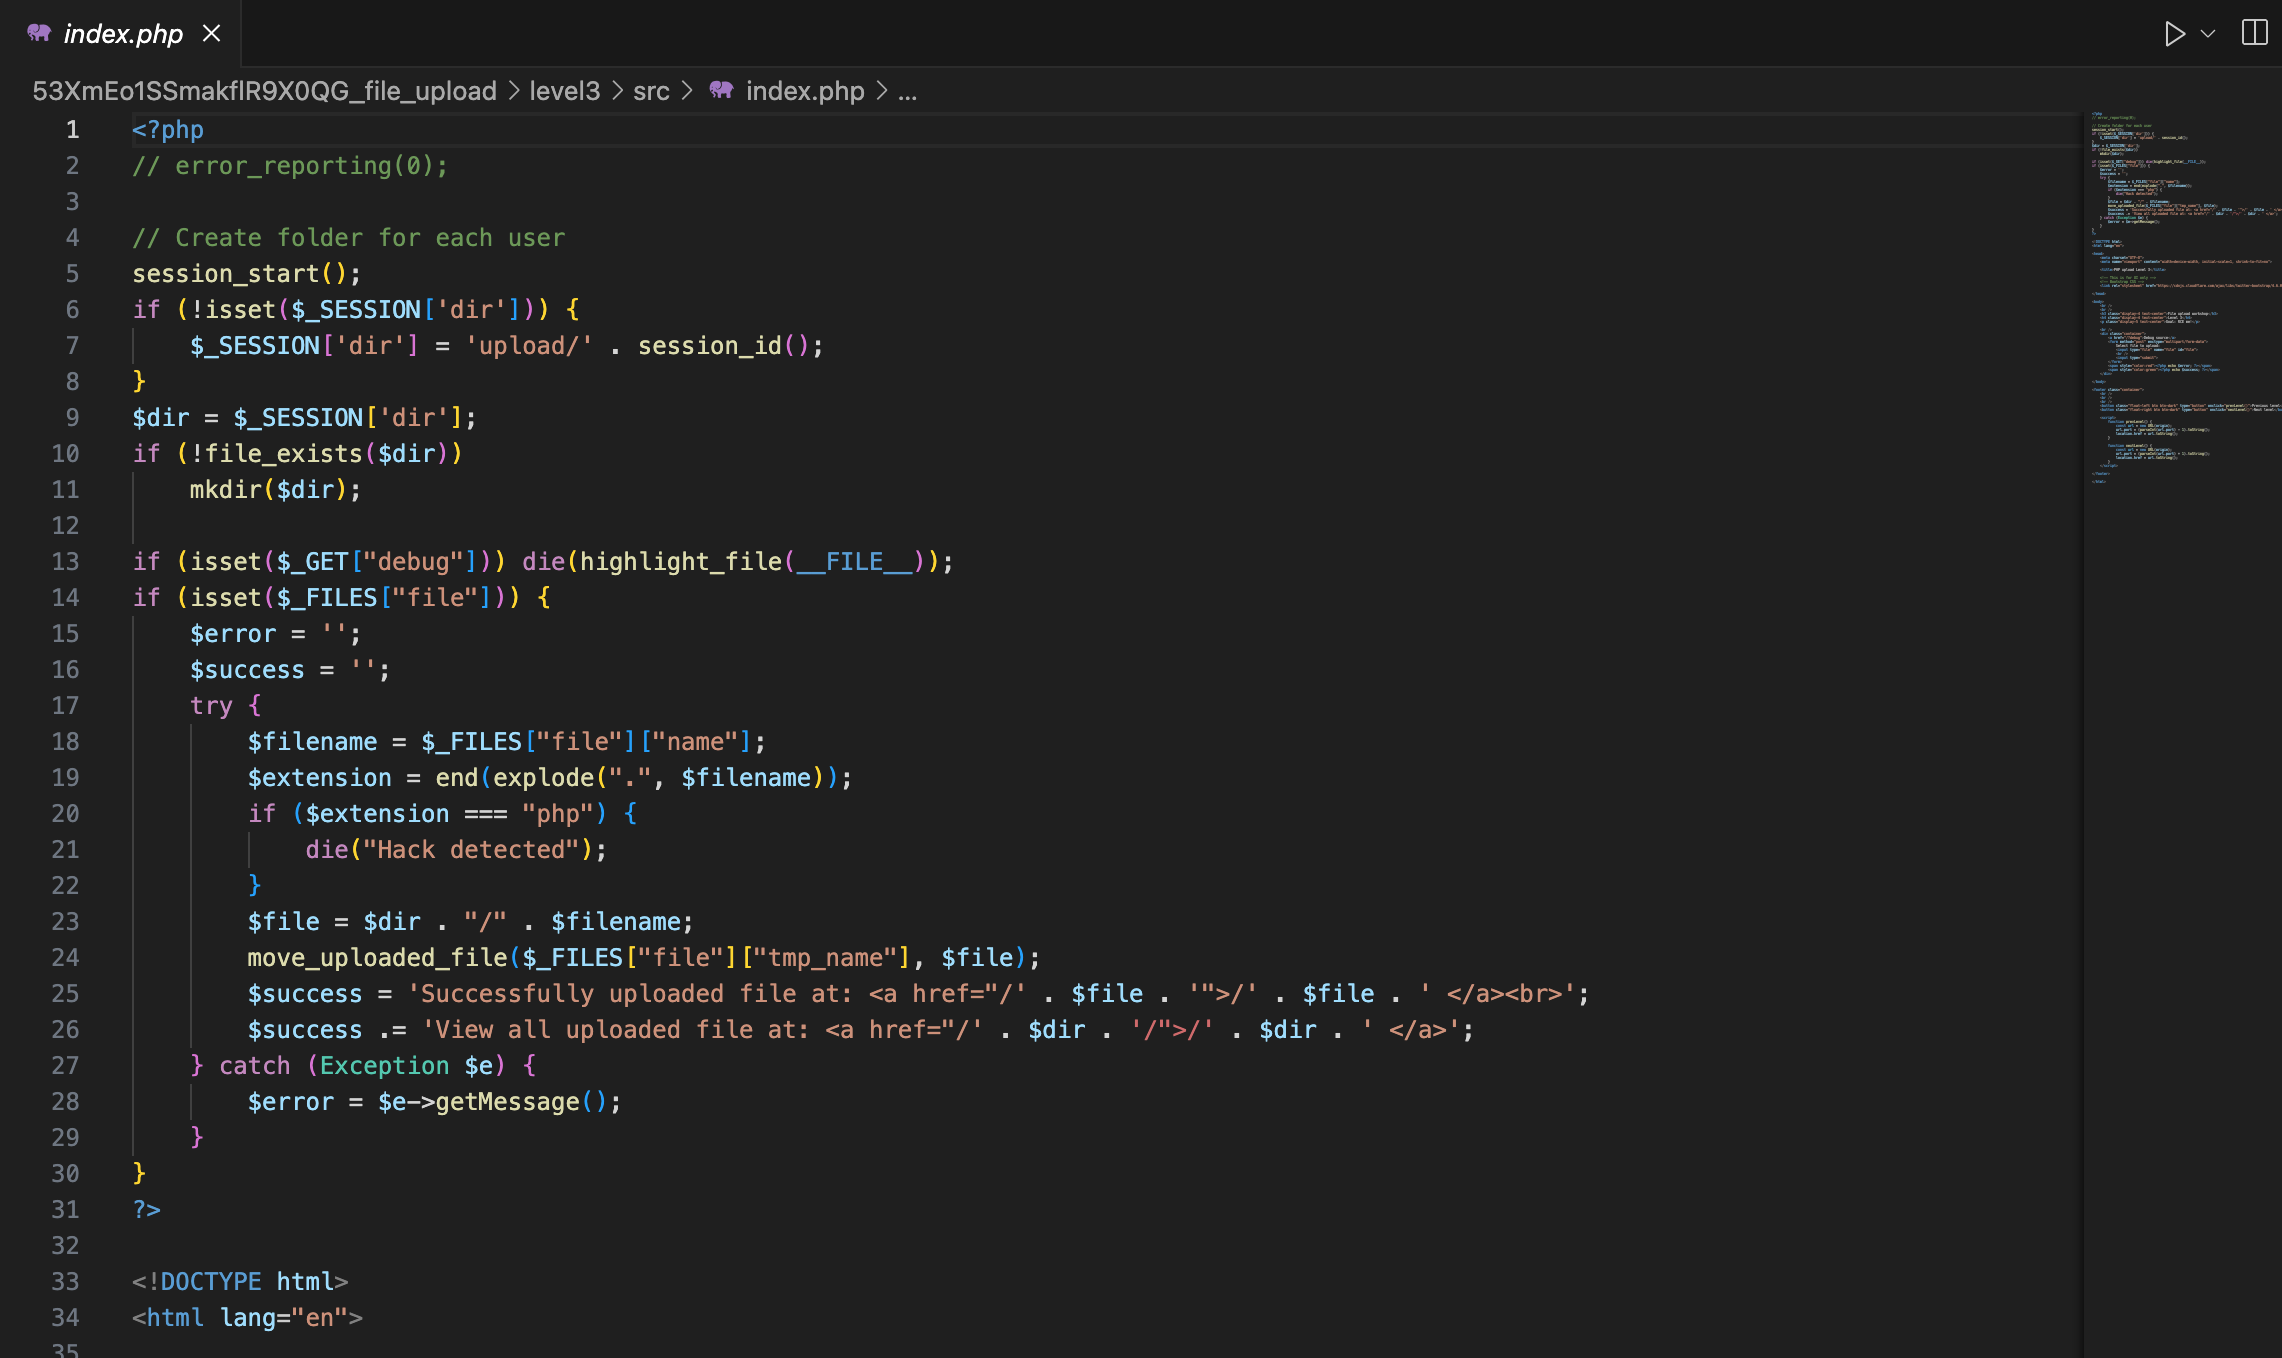 index.php
53XmEo1SSmakflR9X0QG_file_upload > level3 > src > index.php > ...
1 <?php
2 // error_reporting(0);
3
4 // Create folder for each user
5 session_start();
6 if (!isset($_SESSION['dir'])) {
7     $_SESSION['dir'] = 'upload/' . session_id();
8 }
9 $dir = $_SESSION['dir'];
10 if (!file_exists($dir))
11     mkdir($dir);
12
13 if (isset($_GET["debug"])) die(highlight_file(__FILE__));
14 if (isset($_FILES["file"])) {
15     $error = '';
16     $success = '';
17     try {
18         $filename = $_FILES["file"]["name"];
19         $extension = end(explode(".", $filename));
20         if ($extension === "php") {
21             die("Hack detected");
22         }
23         $file = $dir . "/" . $filename;
24         move_uploaded_file($_FILES["file"]["tmp_name"], $file);
25         $success = 'Successfully uploaded file at: <a href="/' . $file . '">/' . $file . ' </a><br>';
26         $success .= 'View all uploaded file at: <a href="/' . $dir . '/">/' . $dir . ' </a>';
27     } catch (Exception $e) {
28         $error = $e->getMessage();
29     }
30 }
31 ?>
32
33 <!DOCTYPE html>
34 <html lang="en">
35